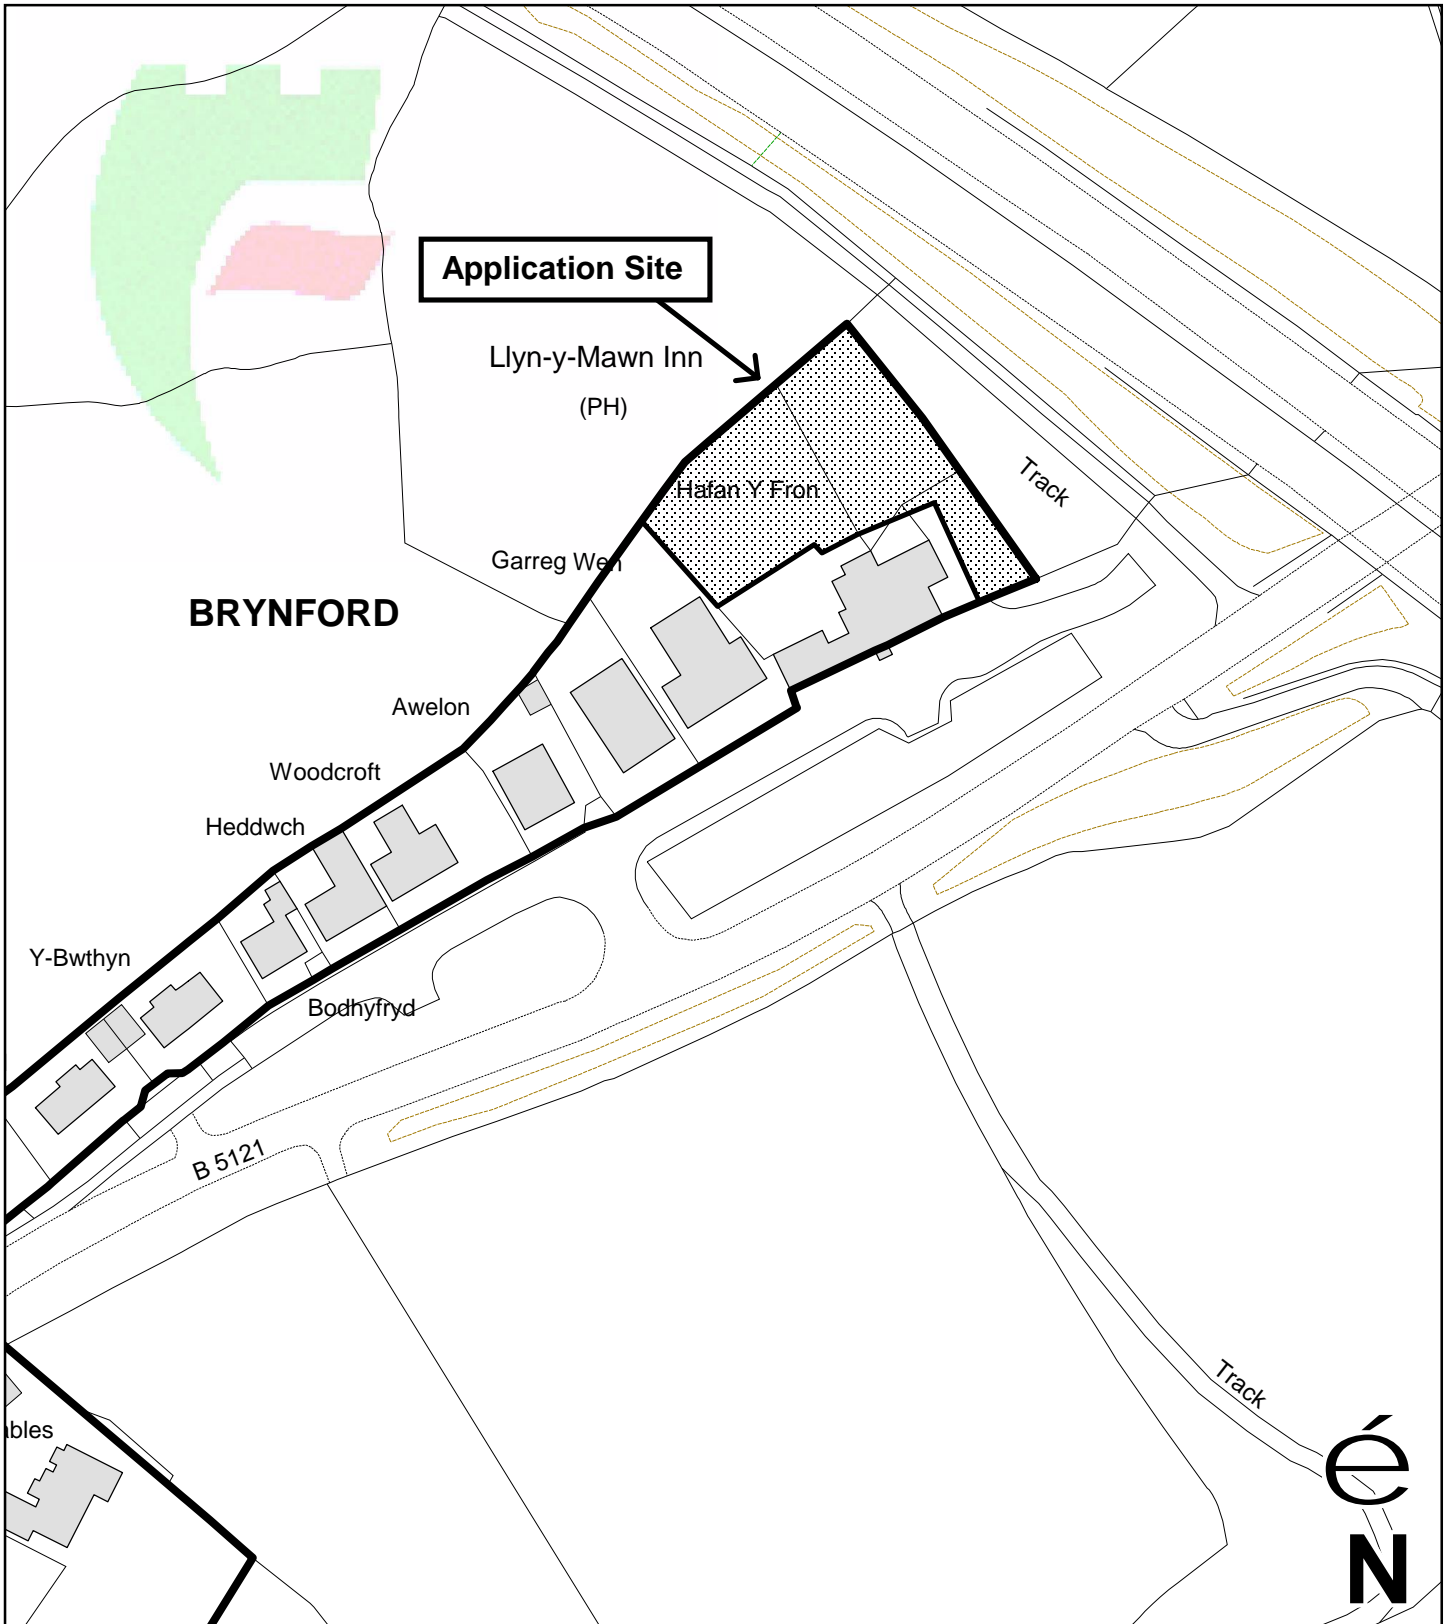 Application Site
Llyn-y-Mawn Inn
(PH)
Track
Hafan Y Fron
Garreg Wen
BRYNFORD
Awelon
Woodcroft
Heddwch
Y-Bwthyn
Bodhyfryd
B 5121
Track
ables
é
N